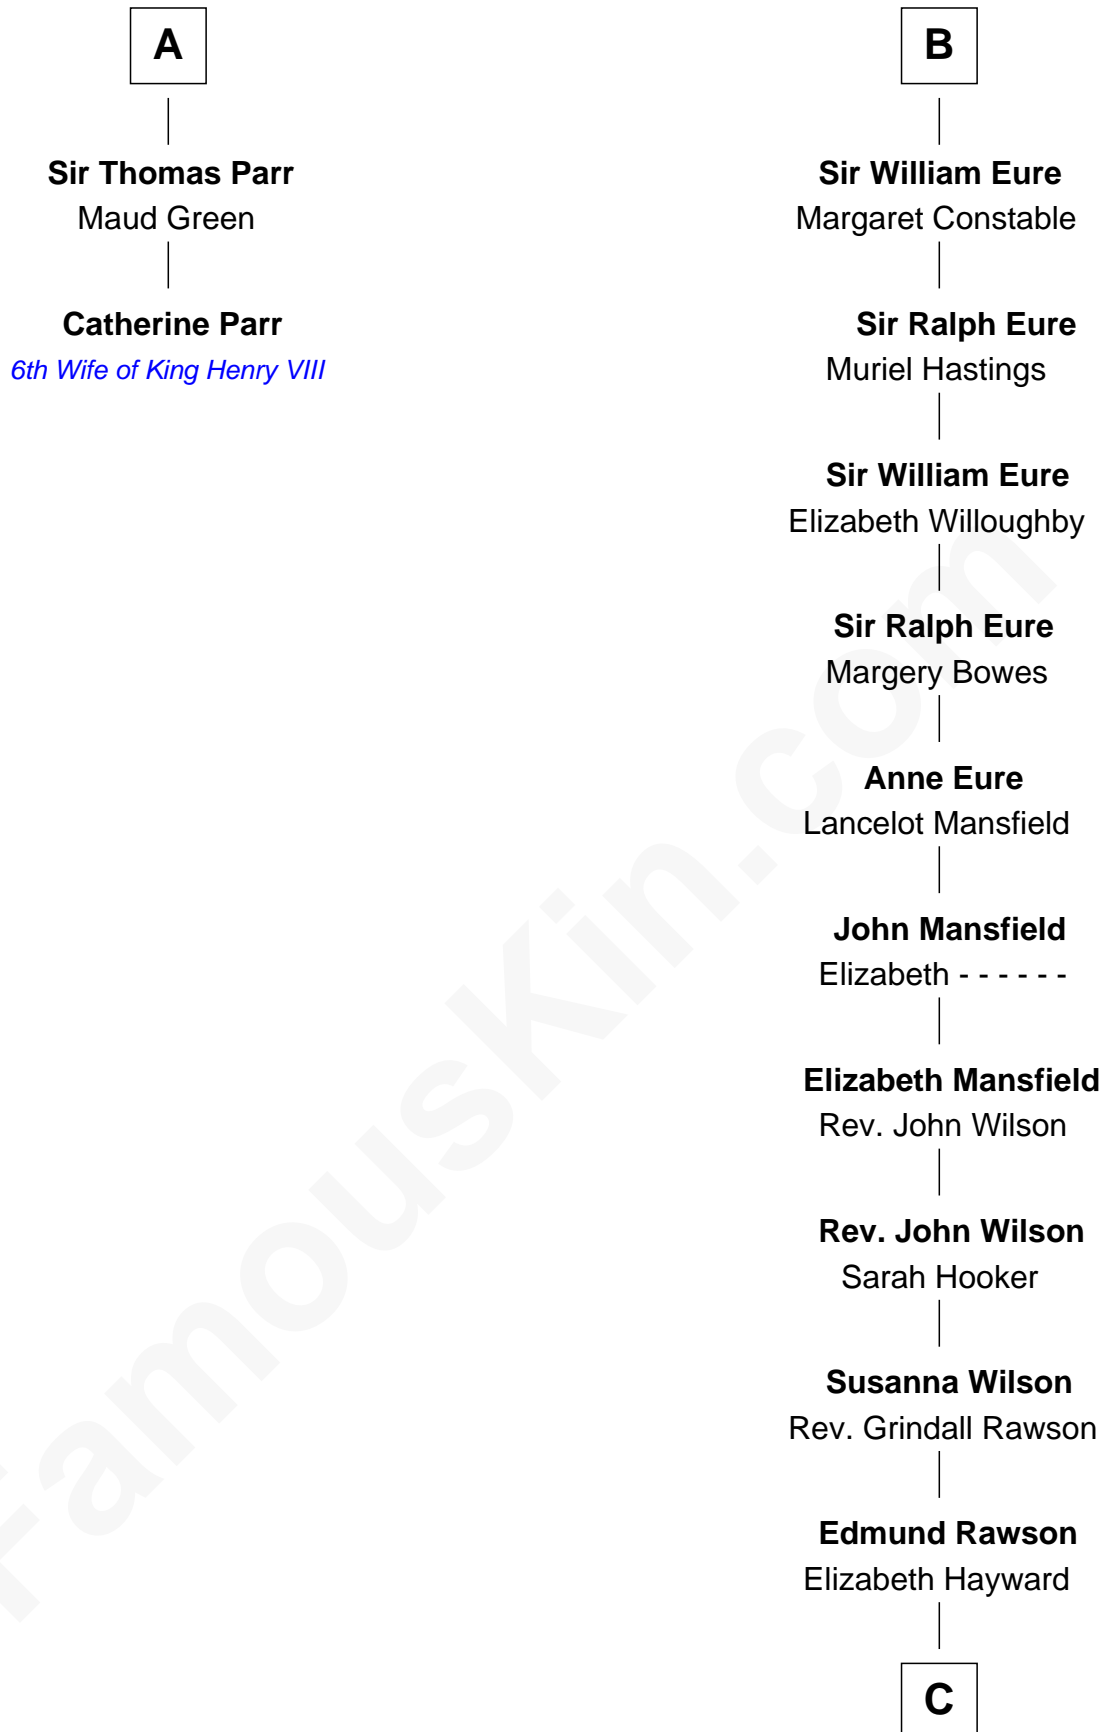 A
Sir Thomas Parr
Maud Green
Catherine Parr
6th Wife of King Henry VIII
B
Sir William Eure
Margaret Constable
Sir Ralph Eure
Muriel Hastings
Sir William Eure
Elizabeth Willoughby
Sir Ralph Eure
Margery Bowes
Anne Eure
Lancelot Mansfield
John Mansfield
Elizabeth - - - - - -
Elizabeth Mansfield
Rev. John Wilson
Rev. John Wilson
Sarah Hooker
Susanna Wilson
Rev. Grindall Rawson
Edmund Rawson
Elizabeth Hayward
C
FamousKin.com